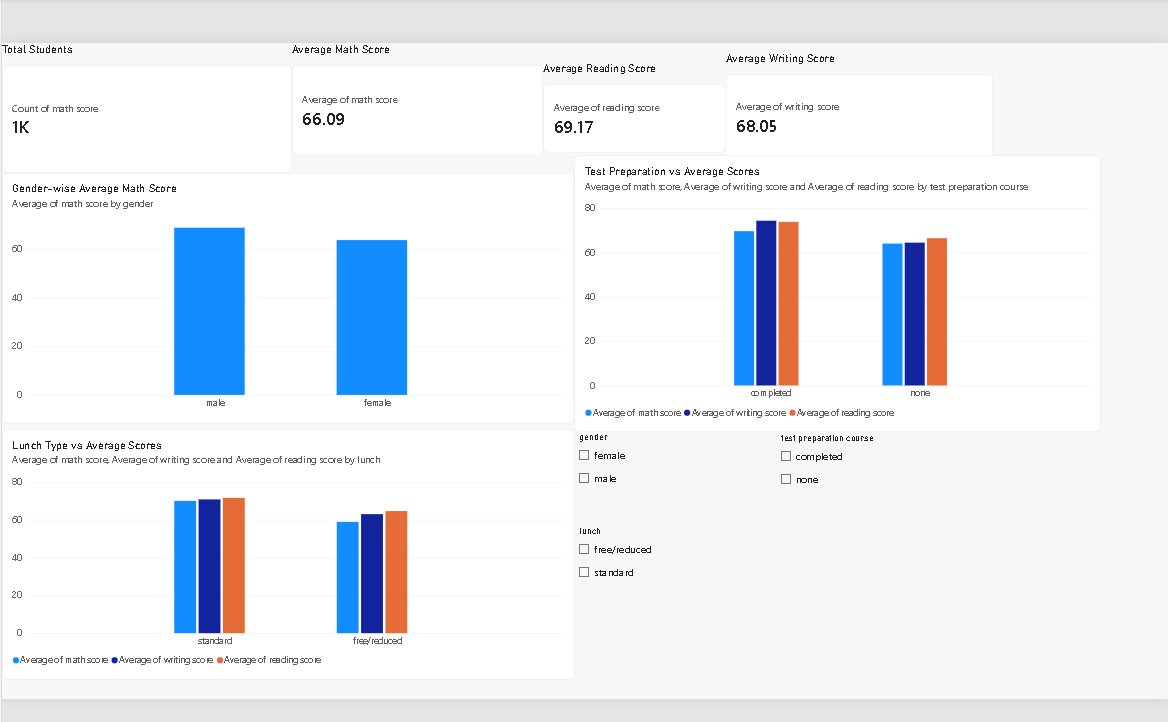 Total Students
Count of math score
1K
Average Math Score
Average of math score
66.09
Average Reading Score
Average of reading score
69.17
Average Writing Score
Average of writing score
68.05
Gender-wise Average Math Score
Average of math score by gender
60
40
20
0
male
female
Test Preparation vs Average Scores
Average of math score, Average of writing score and Average of reading score by test preparation course
80
60
40
20
0
completed
none
Average of math score Average of writing score Average of reading score
Lunch Type vs Average Scores
Average of math score, Average of writing score and Average of reading score by lunch
80
60
40
20
0
standard
free/reduced
Average of math score Average of writing score Average of reading score
gender
female
male
test preparation course
completed
none
lunch
free/reduced
standard